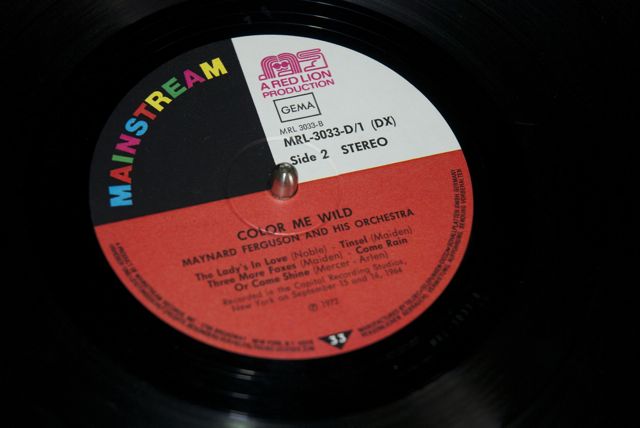 MAINSTREAM
A RED LION
PRODUCTION
GEMA
MRL 3033-B
MRL-3033-D/1 (DX)
Side 2 STEREO
COLOR ME WILD
MAYNARD FERGUSON AND HIS ORCHESTRA
The Lady's In Love (Noble) - Tinsel (Maiden)
Three More Foxes (Maiden) - Come Rain
Or Come Shine (Mercer - Arlen)
Recorded in the Capitol Recording Studios,
New York on September 15 and 16, 1964
33